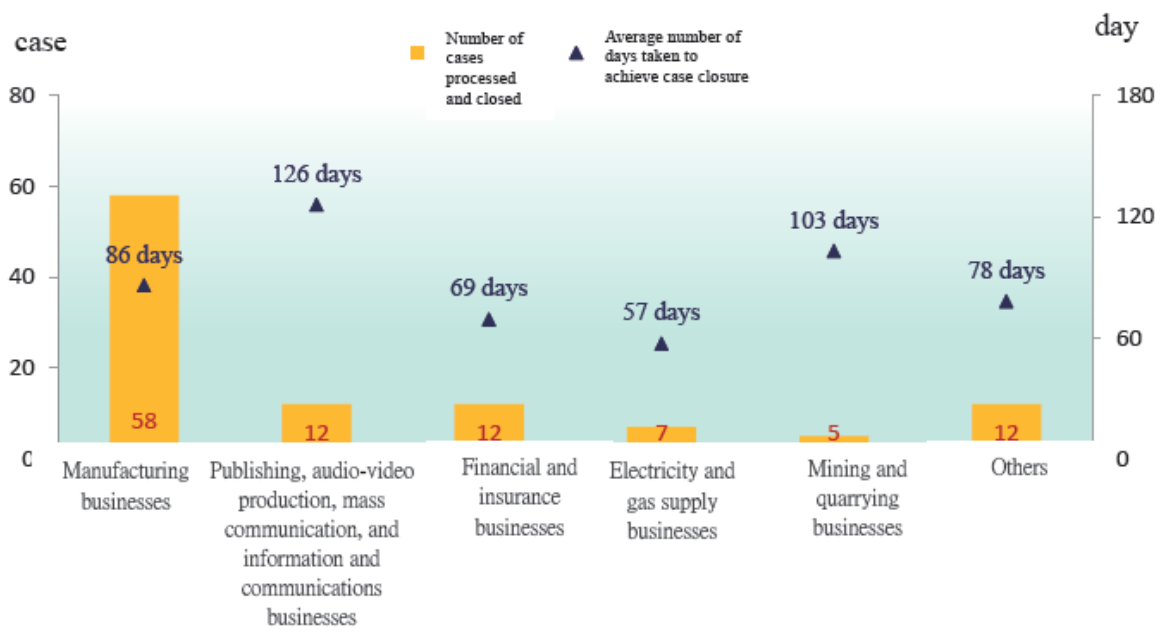 case
Number of
cases
processed
and closed
Average number of
days taken to
achieve case closure
day
80
60
40
20
0
180
120
60
0
126 days
86 days
69 days
57 days
103 days
78 days
58
12
12
7
5
12
Manufacturing
businesses
Publishing, audio-video
production, mass
communication, and
information and
communications
businesses
Financial and
insurance
businesses
Electricity and
gas supply
businesses
Mining and
quarrying
businesses
Others